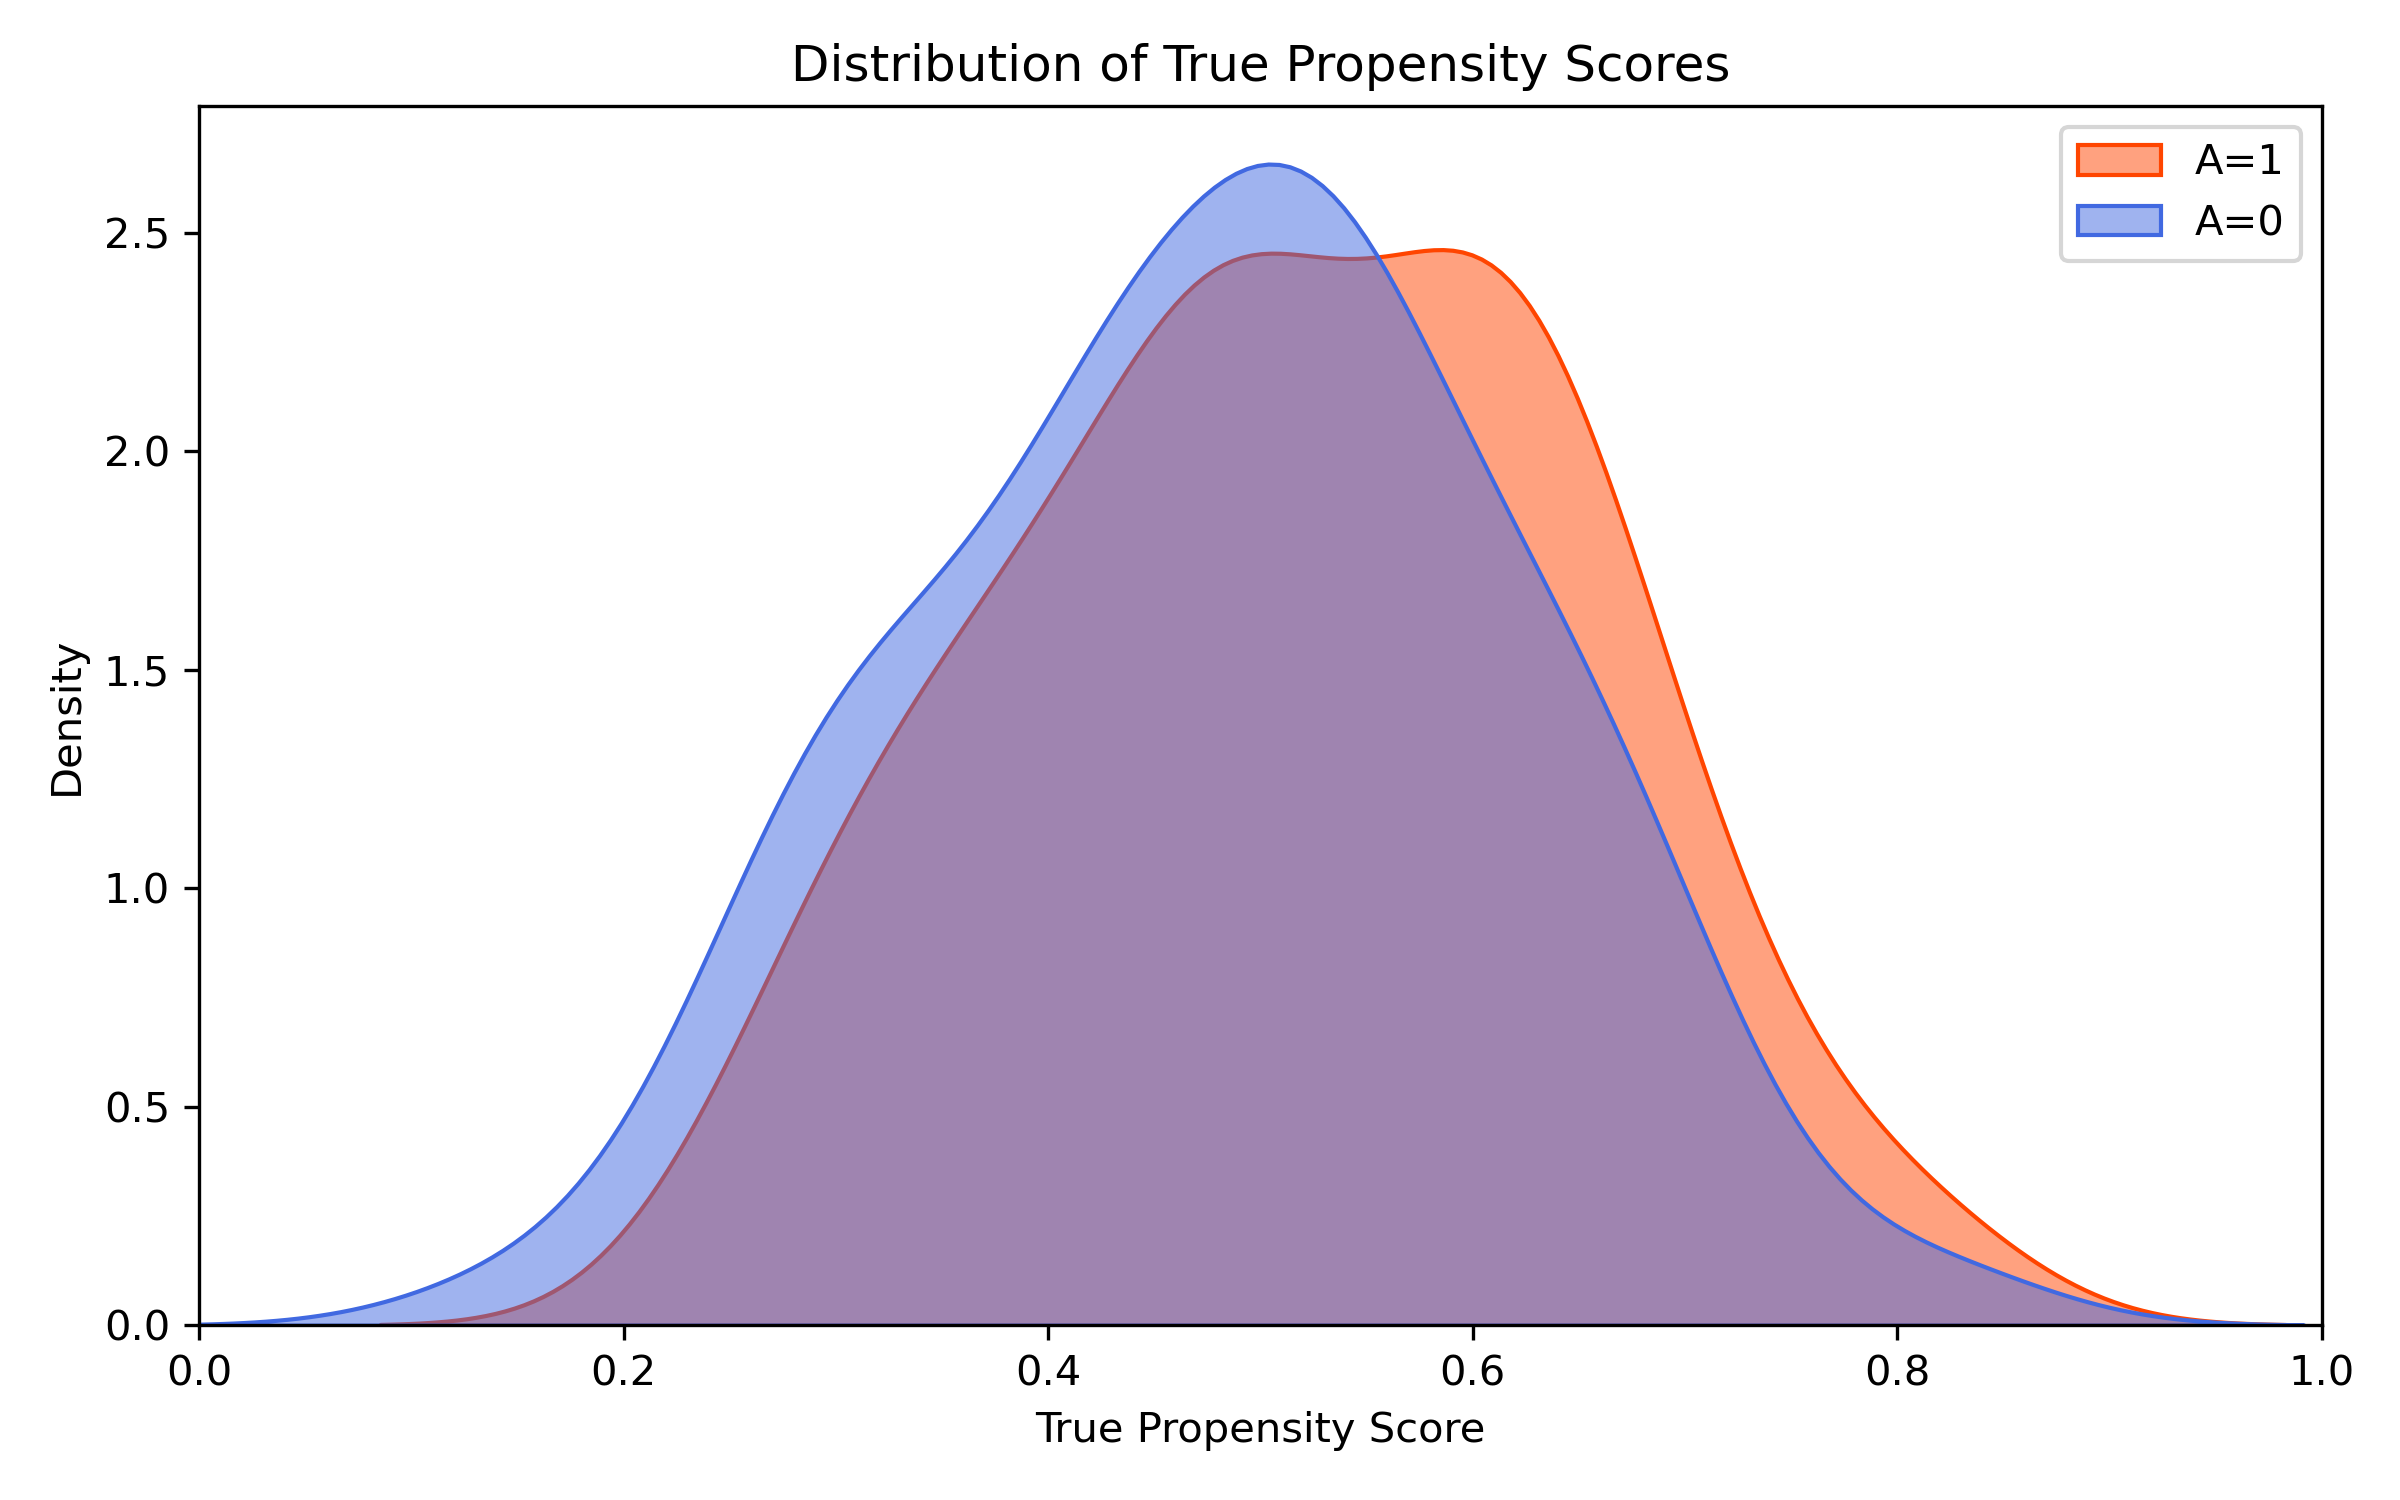 Distribution of True Propensity Scores
A=1
A=0
Density
2.5
2.0
1.5
1.0
0.5
0.0
0.0 0.2 0.4 0.6 0.8 1.0
True Propensity Score